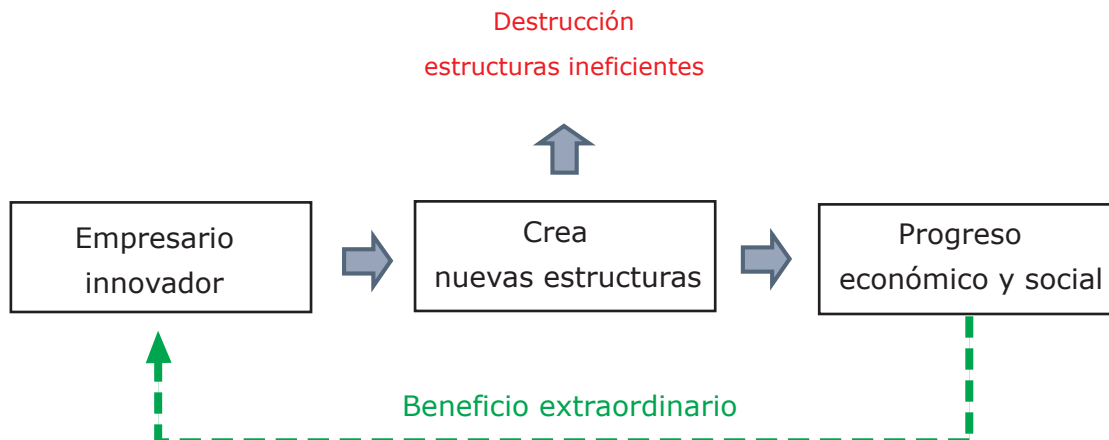 Destrucción
estructuras ineficientes
Empresario
innovador
Crea
nuevas estructuras
Progreso
económico y social
Beneficio extraordinario